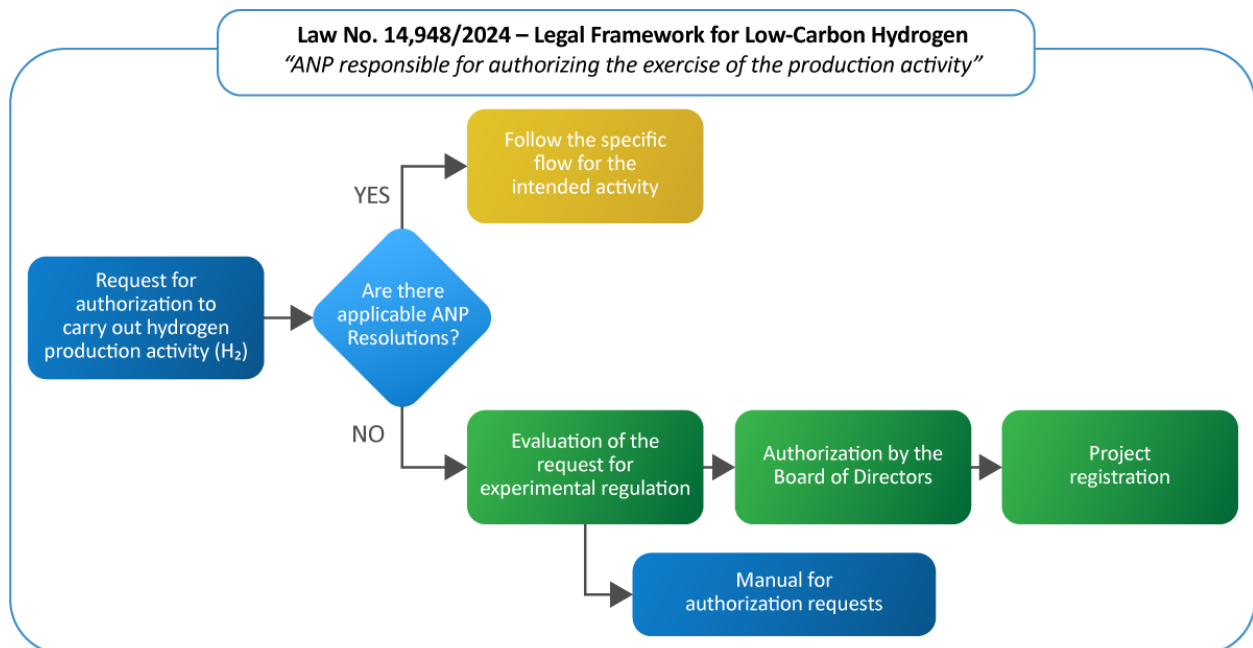 Law No. 14,948/2024 – Legal Framework for Low-Carbon Hydrogen
“ANP responsible for authorizing the exercise of the production activity”
Follow the specific
flow for the
intended activity
YES
Request for
authorization to
carry out hydrogen
production activity (H₂)
Are there
applicable ANP
Resolutions?
NO
Evaluation of the
request for
experimental regulation
Authorization by the
Board of Directors
Project
registration
Manual for
authorization requests